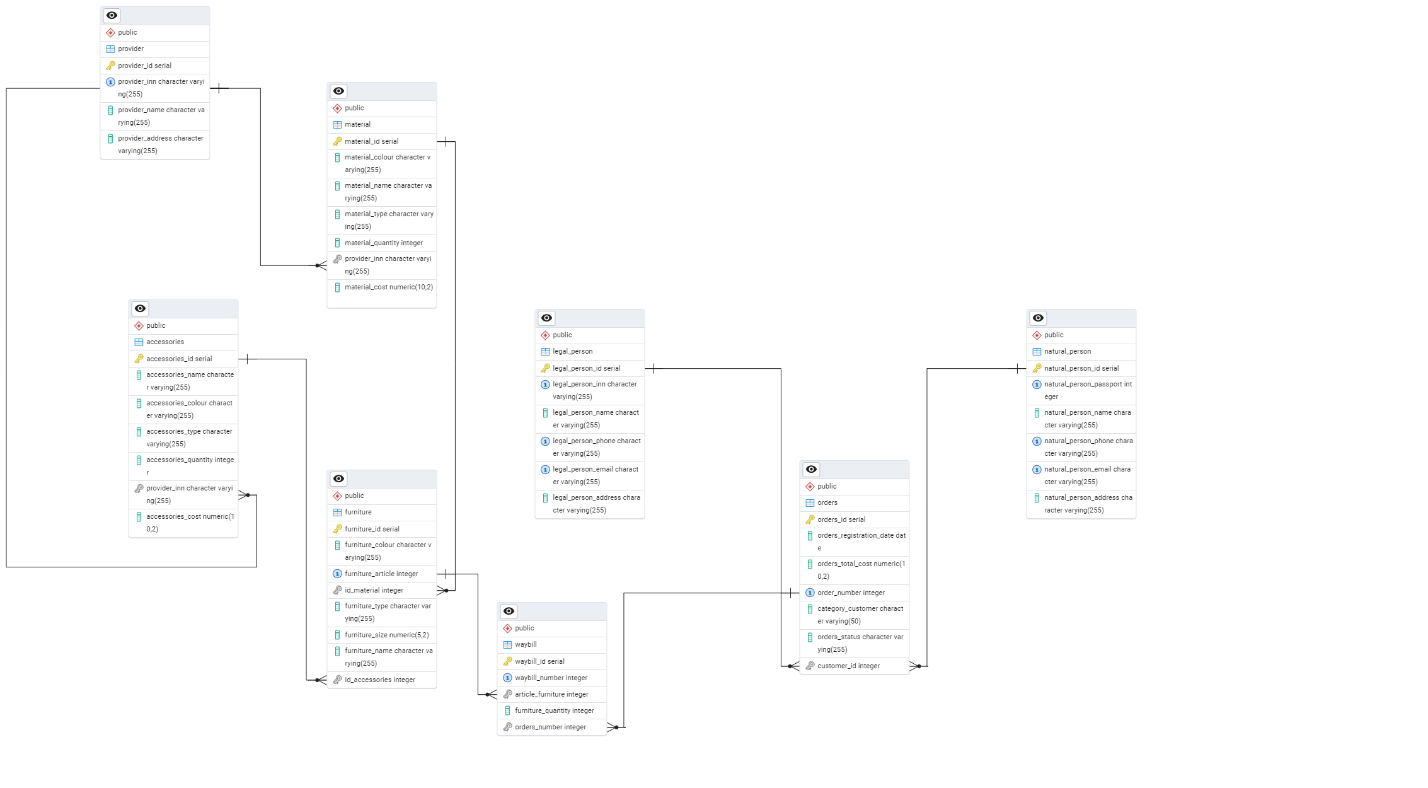 public
provider
provider_id serial
provider_inn character varyi
ng(255)
provider_name character va
rying(255)
provider_address character
varying(255)
public
material
material_id serial
material_colour character v
arying(255)
material_name character va
rying(255)
material_type character vary
ing(255)
material_quantity integer
provider_inn character varyi
ng(255)
material_cost numeric(10,2)
public
accessories
accessories_id serial
accessories_name characte
r varying(255)
accessories_colour charact
er varying(255)
accessories_type character
varying(255)
accessories_quantity intege
r
provider_inn character varyi
ng(255)
accessories_cost numeric(1
0,2)
public
furniture
furniture_id serial
furniture_colour character v
arying(255)
furniture_article integer
id_material integer
furniture_type character var
ying(255)
furniture_size numeric(5,2)
furniture_name character va
rying(255)
id_accessories integer
public
legal_person
legal_person_id serial
legal_person_inn character
varying(255)
legal_person_name charact
er varying(255)
legal_person_phone charact
er varying(255)
legal_person_email charact
er varying(255)
legal_person_address chara
cter varying(255)
public
waybill
waybill_id serial
waybill_number integer
article_furniture integer
furniture_quantity integer
orders_number integer
public
orders
orders_id serial
orders_registration_date dat
e
orders_total_cost numeric(1
0,2)
order_number integer
category_customer charact
er varying(50)
orders_status character var
ying(255)
customer_id integer
public
natural_person
natural_person_id serial
natural_person_passport int
eger
natural_person_name chara
cter varying(255)
natural_person_phone chara
cter varying(255)
natural_person_email chara
cter varying(255)
natural_person_address cha
racter varying(255)